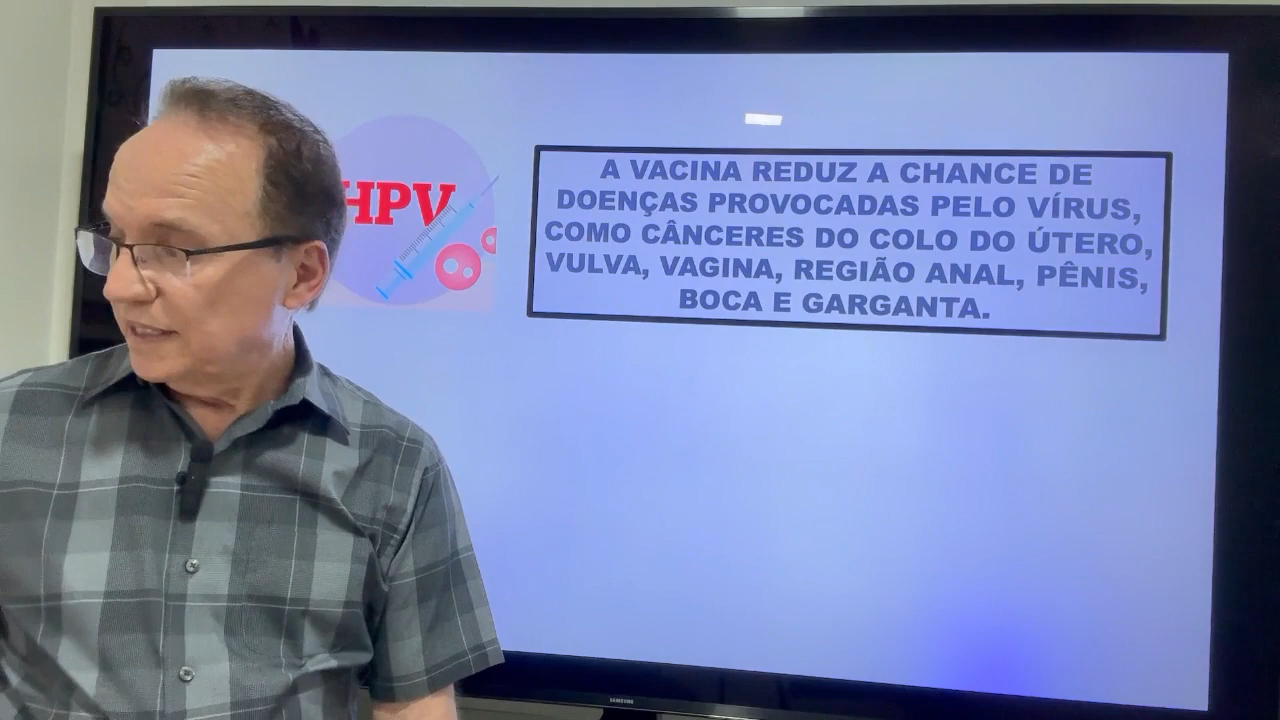 HPV
A VACINA REDUZ A CHANCE DE
DOENÇAS PROVOCADAS PELO VÍRUS,
COMO CÂNCERES DO COLO DO ÚTERO,
VULVA, VAGINA, REGIÃO ANAL, PÊNIS,
BOCA E GARGANTA.
SAMSUNG